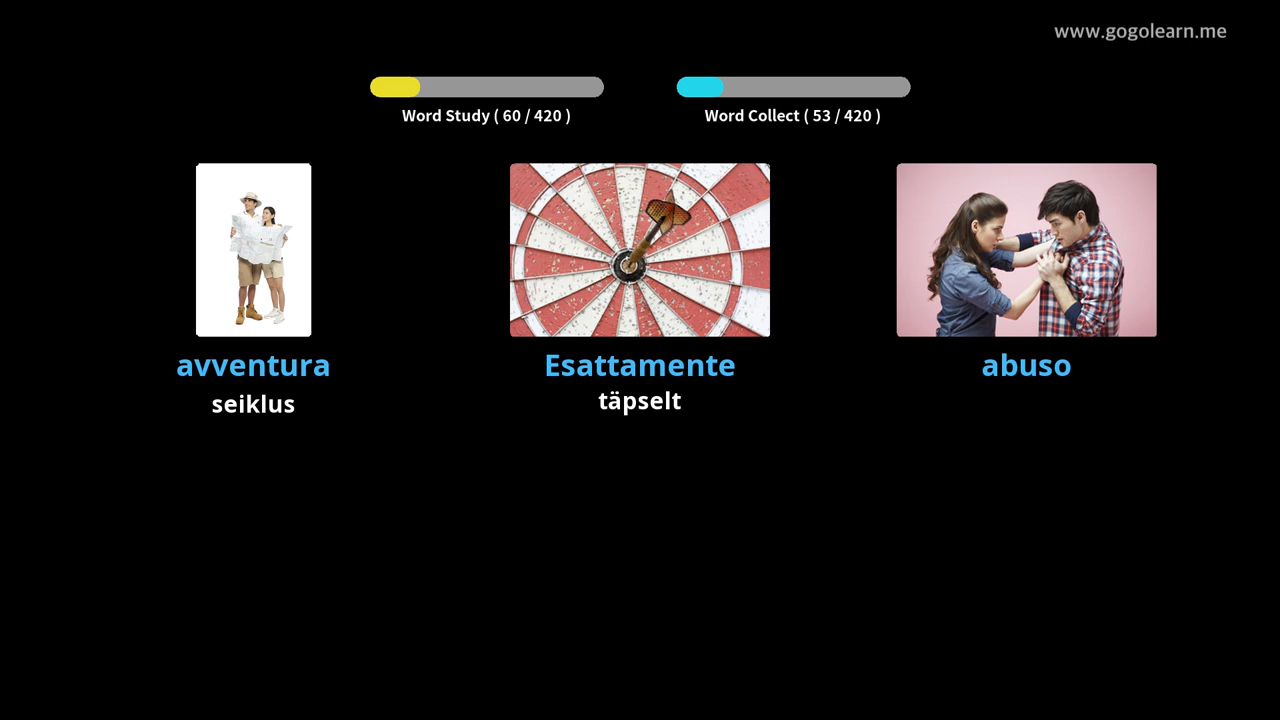 www.gogolearn.me
Word Study ( 60 / 420 )
Word Collect ( 53 / 420 )
avventura
seiklus
Esattamente
täpselt
abuso